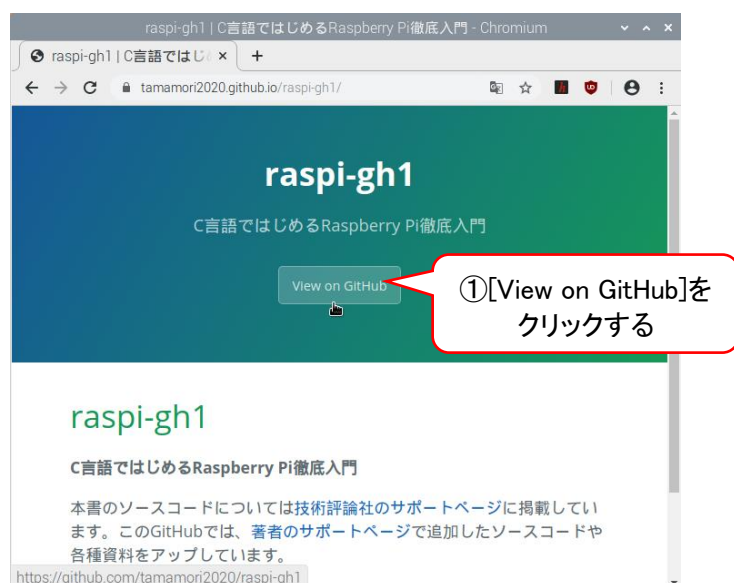 raspi-gh1 | C言語ではじめるRaspberry Pi徹底入門 - Chromium
raspi-gh1 | C言語ではじ
tamamori2020.github.io/raspi-gh1/
raspi-gh1
C言語ではじめるRaspberry Pi徹底入門
View on GitHub
①[View on GitHub]を
クリックする
raspi-gh1
C言語ではじめるRaspberry Pi徹底入門
本書のソースコードについては技術評論社のサポートページに掲載してい
ます。このGitHubでは、著者のサポートページで追加したソースコードや
各種資料をアップしています。
https://github.com/tamamori2020/raspi-gh1